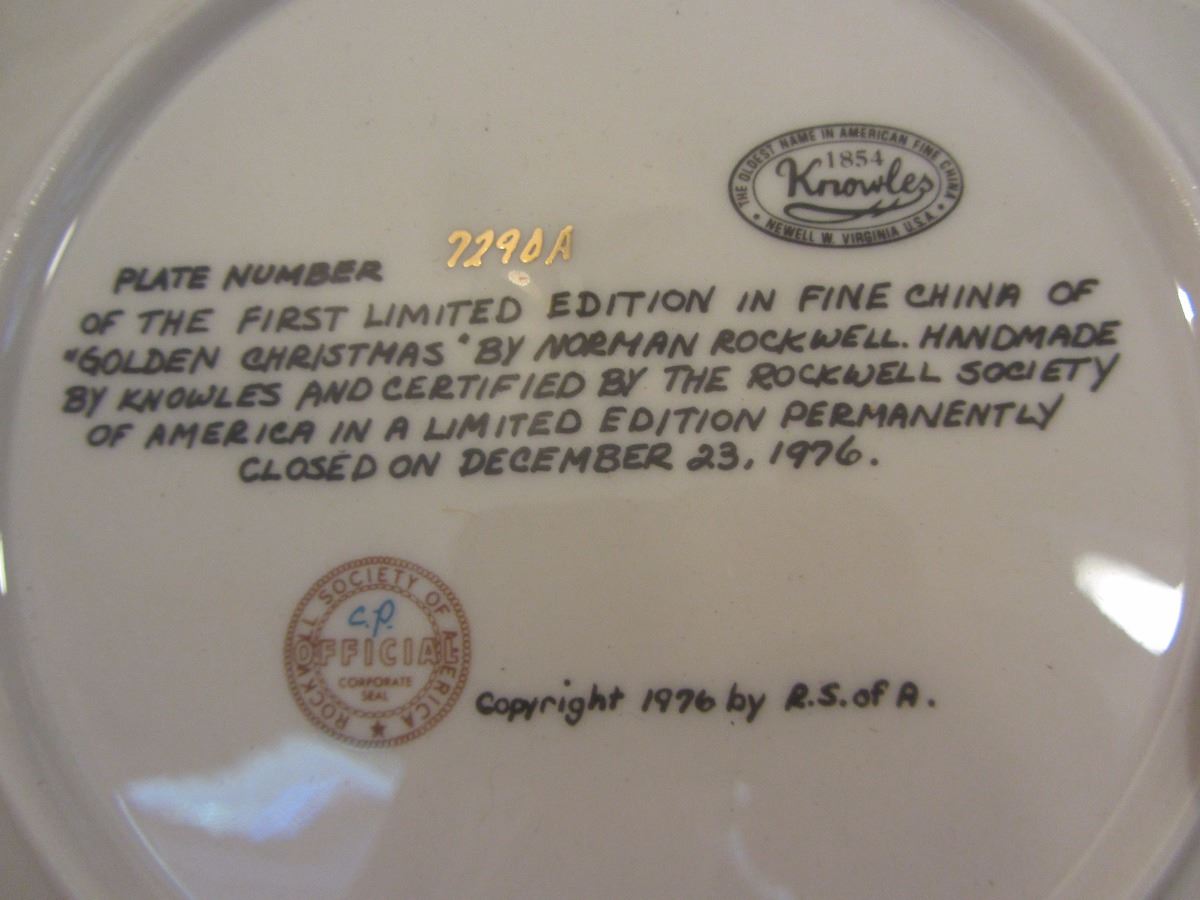 THE OLDEST NAME IN AMERICAN FINE CHINA
1854
Knowles
• NEWELL W. VIRGINIA U.S.A. •
PLATE NUMBER 7290A
OF THE FIRST LIMITED EDITION IN FINE CHINA OF
"GOLDEN CHRISTMAS" BY NORMAN ROCKWELL. HANDMADE
BY KNOWLES AND CERTIFIED BY THE ROCKWELL SOCIETY
OF AMERICA IN A LIMITED EDITION PERMANENTLY
CLOSED ON DECEMBER 23, 1976.
ROCKWELL SOCIETY OF AMERICA
C.P.
OFFICIAL
CORPORATE
SEAL
Copyright 1976 by R.S. of A.